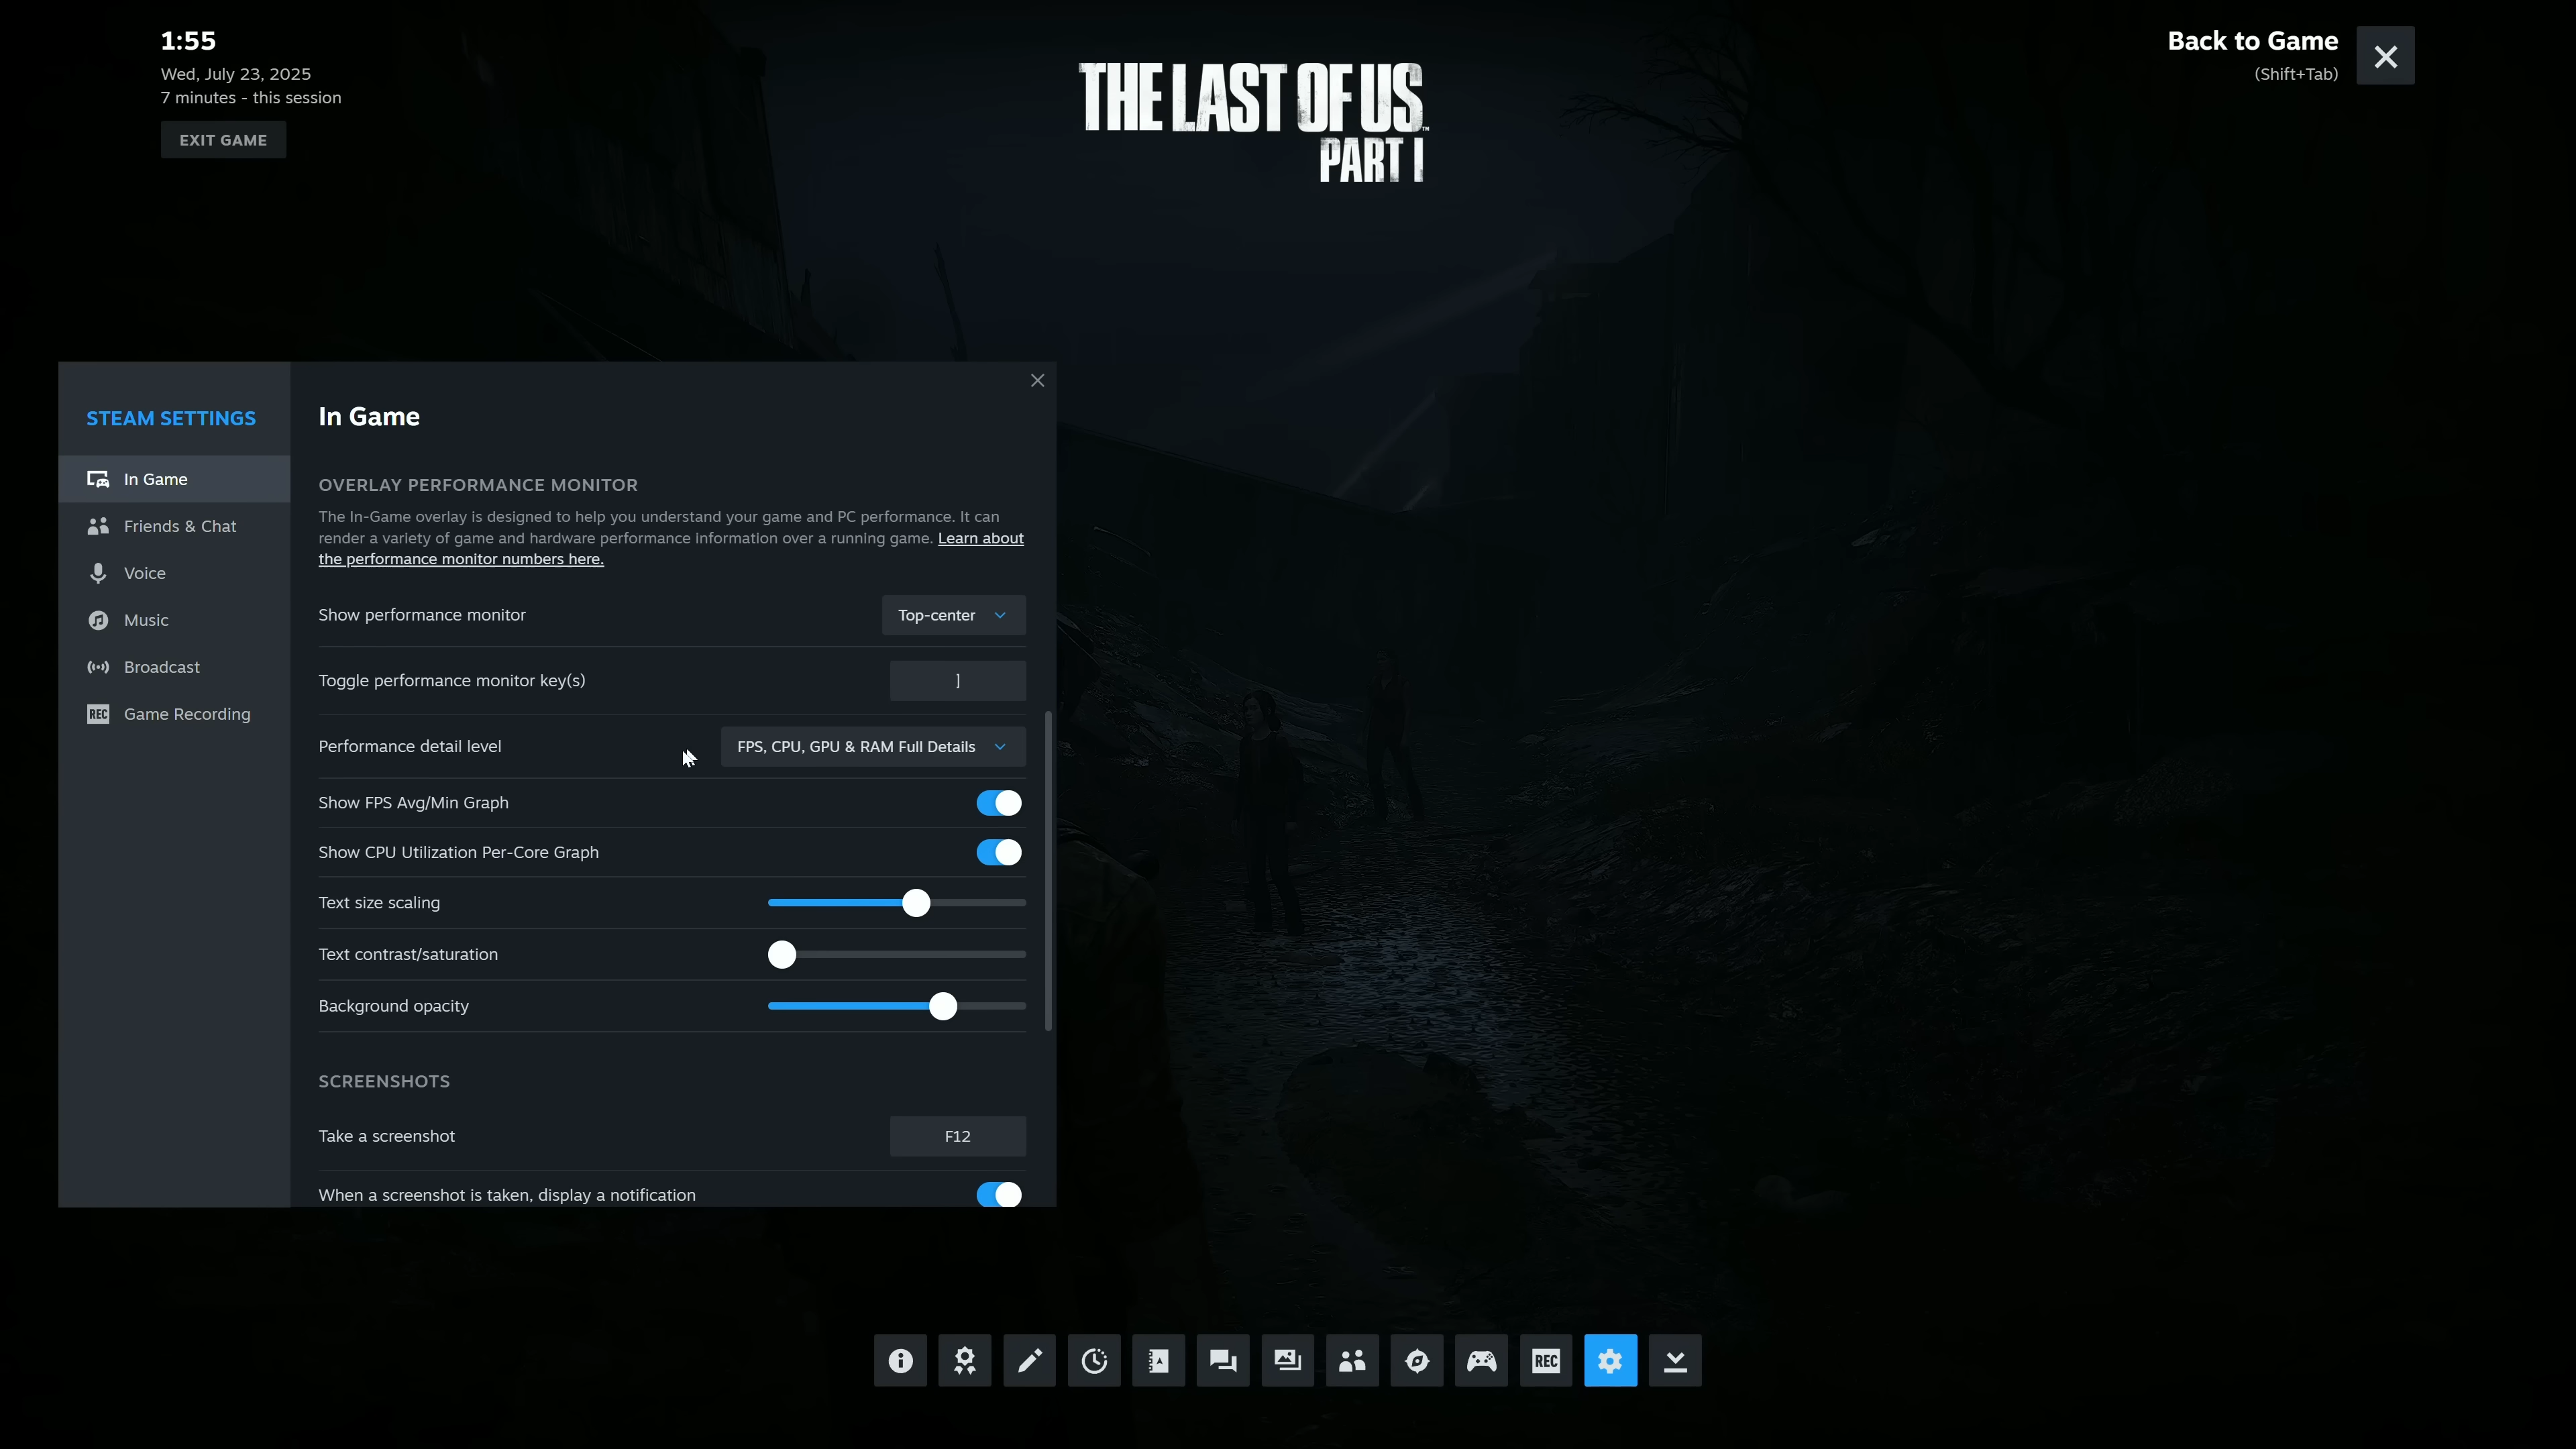 1:55
Wed, July 23, 2025
7 minutes - this session
EXIT GAME
THE LAST OF US™
PART I
Back to Game
(Shift+Tab)
STEAM SETTINGS
In Game
Friends & Chat
Voice
Music
Broadcast
REC Game Recording
In Game
OVERLAY PERFORMANCE MONITOR
The In-Game overlay is designed to help you understand your game and PC performance. It can
render a variety of game and hardware performance information over a running game. Learn about
the performance monitor numbers here.
Show performance monitor Top-center
Toggle performance monitor key(s) ]
Performance detail level FPS, CPU, GPU & RAM Full Details
Show FPS Avg/Min Graph
Show CPU Utilization Per-Core Graph
Text size scaling
Text contrast/saturation
Background opacity
SCREENSHOTS
Take a screenshot F12
When a screenshot is taken, display a notification
REC